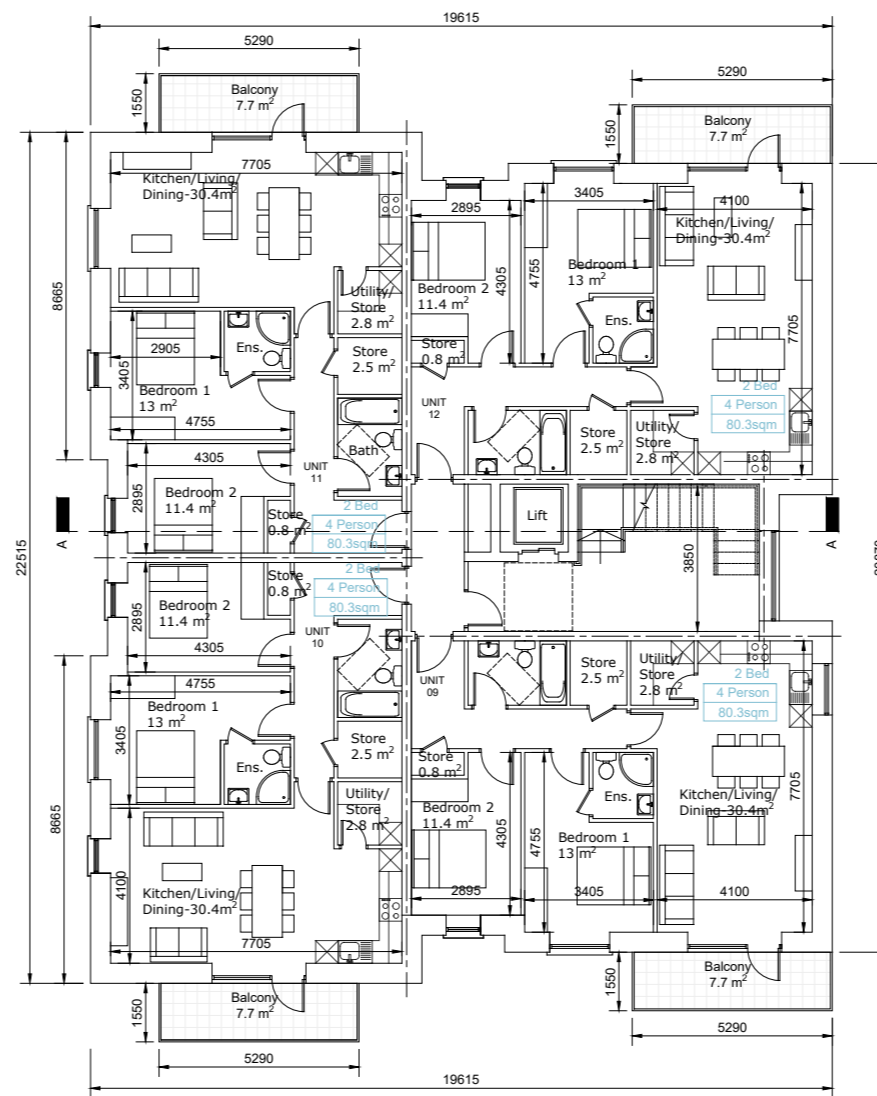 19615
5290
5290
1550
Balcony
7.7 m²
1550
Balcony
7.7 m²
7705
Kitchen/Living/
Dining-30.4m²
3405
2895
4100
Kitchen/Living/
Dining-30.4m²
4305
4755
Bedroom 1
13 m²
Bedroom 2
11.4 m²
8665
Utility/
Store
2.8 m²
Ens.
7705
2905
Ens.
Store
0.8 m²
Store
2.5 m²
3405
Bedroom 1
13 m²
4755
UNIT
12
2 Bed
4 Person
80.3sqm
Bath
Store
2.5 m²
Utility/
Store
2.8 m²
4305
UNIT
11
2895
Bedroom 2
11.4 m²
Store
0.8 m²
2 Bed
4 Person
80.3sqm
Lift
A
A
22515
3850
Store
0.8 m²
2 Bed
4 Person
80.3sqm
2895
Bedroom 2
11.4 m²
4305
UNIT
10
UNIT
09
Store
2.5 m²
Utility/
Store
2.8 m²
2 Bed
4 Person
80.3sqm
4755
Bedroom 1
13 m²
3405
Ens.
Store
2.5 m²
Store
0.8 m²
Ens.
Utility/
Store
2.8 m²
Bedroom 2
11.4 m²
4305
4755
Bedroom 1
13 m²
Kitchen/Living/
Dining-30.4m²
7705
8665
4100
Kitchen/Living/
Dining-30.4m²
2895
3405
4100
7705
1550
Balcony
7.7 m²
1550
Balcony
7.7 m²
5290
5290
19615